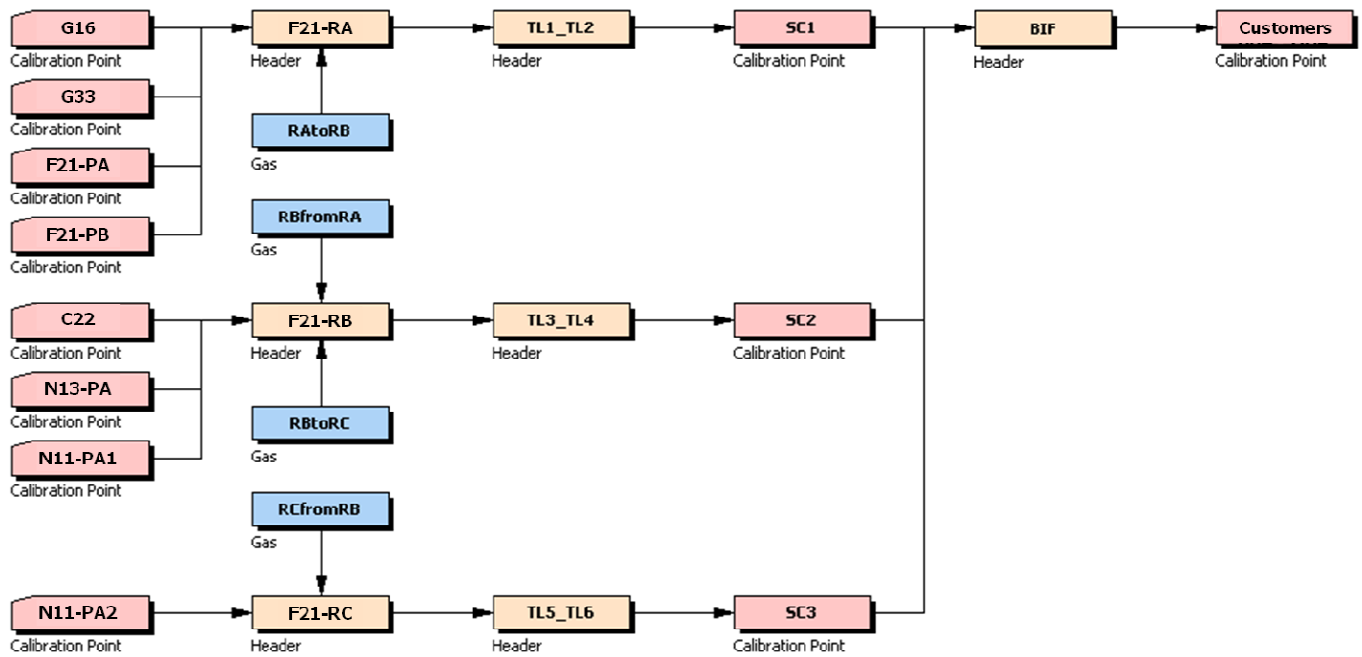 G16
Calibration Point
F21-RA
Header
TL1_TL2
Header
SC1
Calibration Point
BIF
Header
Customers
Calibration Point
G33
Calibration Point
RAtoRB
Gas
F21-PA
Calibration Point
RBfromRA
Gas
F21-PB
Calibration Point
C22
Calibration Point
F21-RB
Header
TL3_TL4
Header
SC2
Calibration Point
N13-PA
Calibration Point
RBtoRC
Gas
N11-PA1
Calibration Point
RCfromRB
Gas
N11-PA2
Calibration Point
F21-RC
Header
TL5_TL6
Header
SC3
Calibration Point